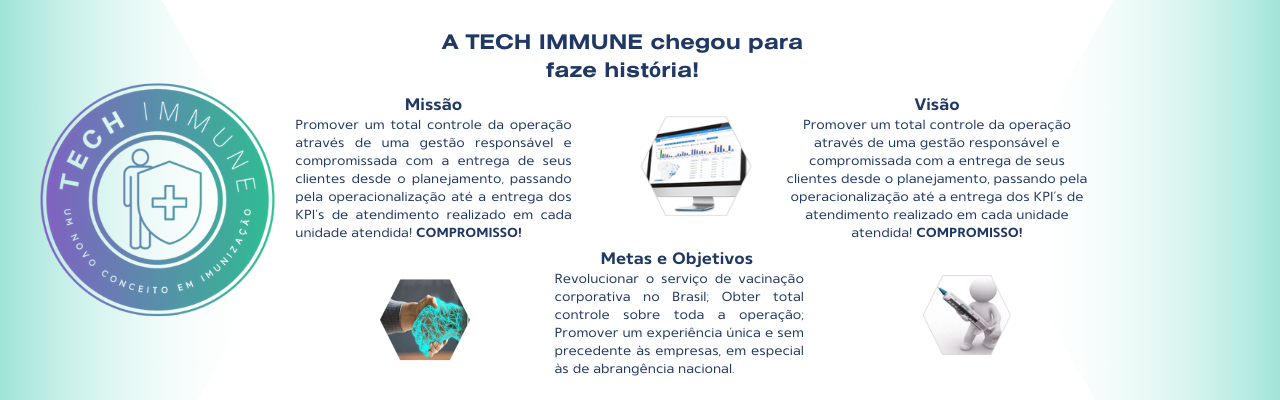 A TECH IMMUNE chegou para
faze história!
TECH IMMUNE
UM NOVO CONCEITO EM IMUNIZAÇÃO
Missão
Promover um total controle da operação
através de uma gestão responsável e
compromissada com a entrega de seus
clientes desde o planejamento, passando
pela operacionalização até a entrega dos
KPI's de atendimento realizado em cada
unidade atendida! COMPROMISSO!
Visão
Promover um total controle da operação
através de uma gestão responsável e
compromissada com a entrega de seus
clientes desde o planejamento, passando pela
operacionalização até a entrega dos KPI's de
atendimento realizado em cada unidade
atendida! COMPROMISSO!
Metas e Objetivos
Revolucionar o serviço de vacinação
corporativa no Brasil; Obter total
controle sobre toda a operação;
Promover um experiência única e sem
precedente às empresas, em especial
às de abrangência nacional.